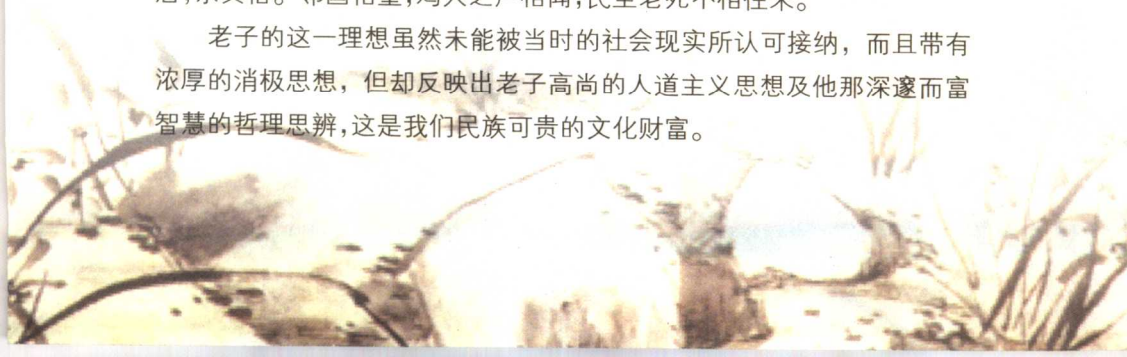 老子的这一理想虽然未能被当时的社会现实所认可接纳，而且带有
浓厚的消极思想，但却反映出老子高尚的人道主义思想及他那深邃而富
智慧的哲理思辨，这是我们民族可贵的文化财富。